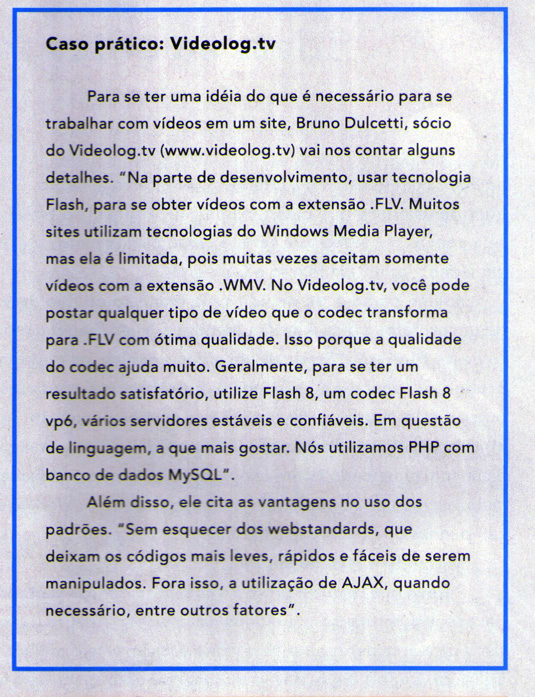 Caso prático: Videolog.tv
Para se ter uma idéia do que é necessário para se
trabalhar com vídeos em um site, Bruno Dulcetti, sócio
do Videolog.tv (www.videolog.tv) vai nos contar alguns
detalhes. “Na parte de desenvolvimento, usar tecnologia
Flash, para se obter vídeos com a extensão .FLV. Muitos
sites utilizam tecnologias do Windows Media Player,
mas ela é limitada, pois muitas vezes aceitam somente
vídeos com a extensão .WMV. No Videolog.tv, você pode
postar qualquer tipo de vídeo que o codec transforma
para .FLV com ótima qualidade. Isso porque a qualidade
do codec ajuda muito. Geralmente, para se ter um
resultado satisfatório, utilize Flash 8, um codec Flash 8
vp6, vários servidores estáveis e confiáveis. Em questão
de linguagem, a que mais gostar. Nós utilizamos PHP com
banco de dados MySQL”.
Além disso, ele cita as vantagens no uso dos
padrões. “Sem esquecer dos webstandards, que
deixam os códigos mais leves, rápidos e fáceis de serem
manipulados. Fora isso, a utilização de AJAX, quando
necessário, entre outros fatores”.